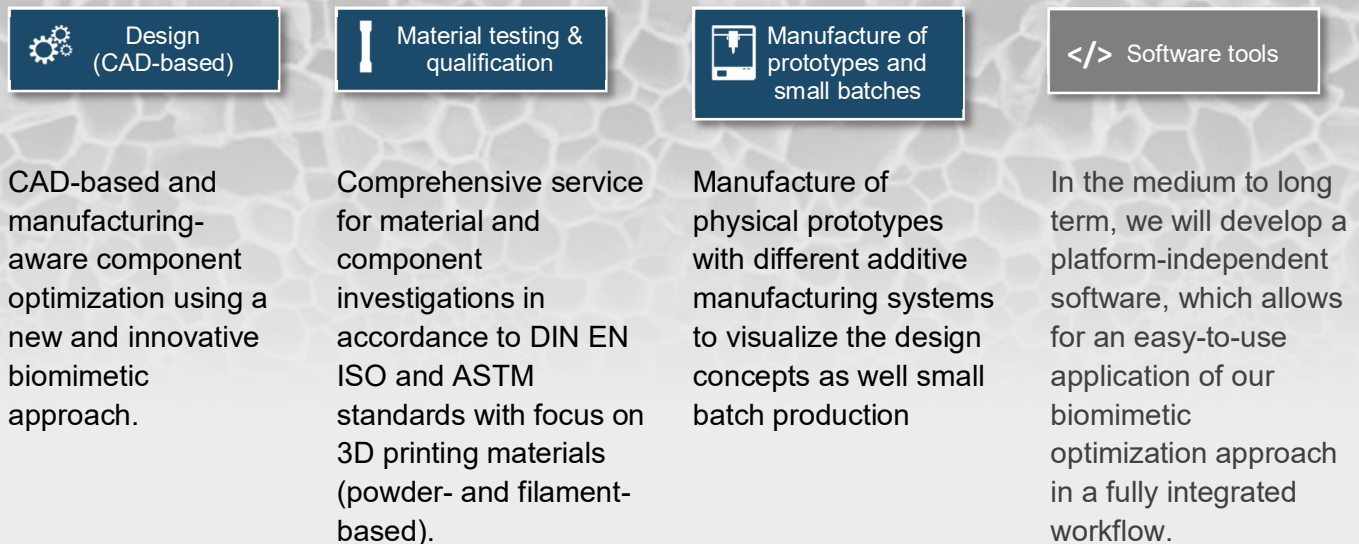 Design
(CAD-based)
Material testing &
qualification
Manufacture of
prototypes and
small batches
</> Software tools
CAD-based and
manufacturing-
aware component
optimization using a
new and innovative
biomimetic
approach.
Comprehensive service
for material and
component
investigations in
accordance to DIN EN
ISO and ASTM
standards with focus on
3D printing materials
(powder- and filament-
based).
Manufacture of
physical prototypes
with different additive
manufacturing systems
to visualize the design
concepts as well small
batch production
In the medium to long
term, we will develop a
platform-independent
software, which allows
for an easy-to-use
application of our
biomimetic
optimization approach
in a fully integrated
workflow.